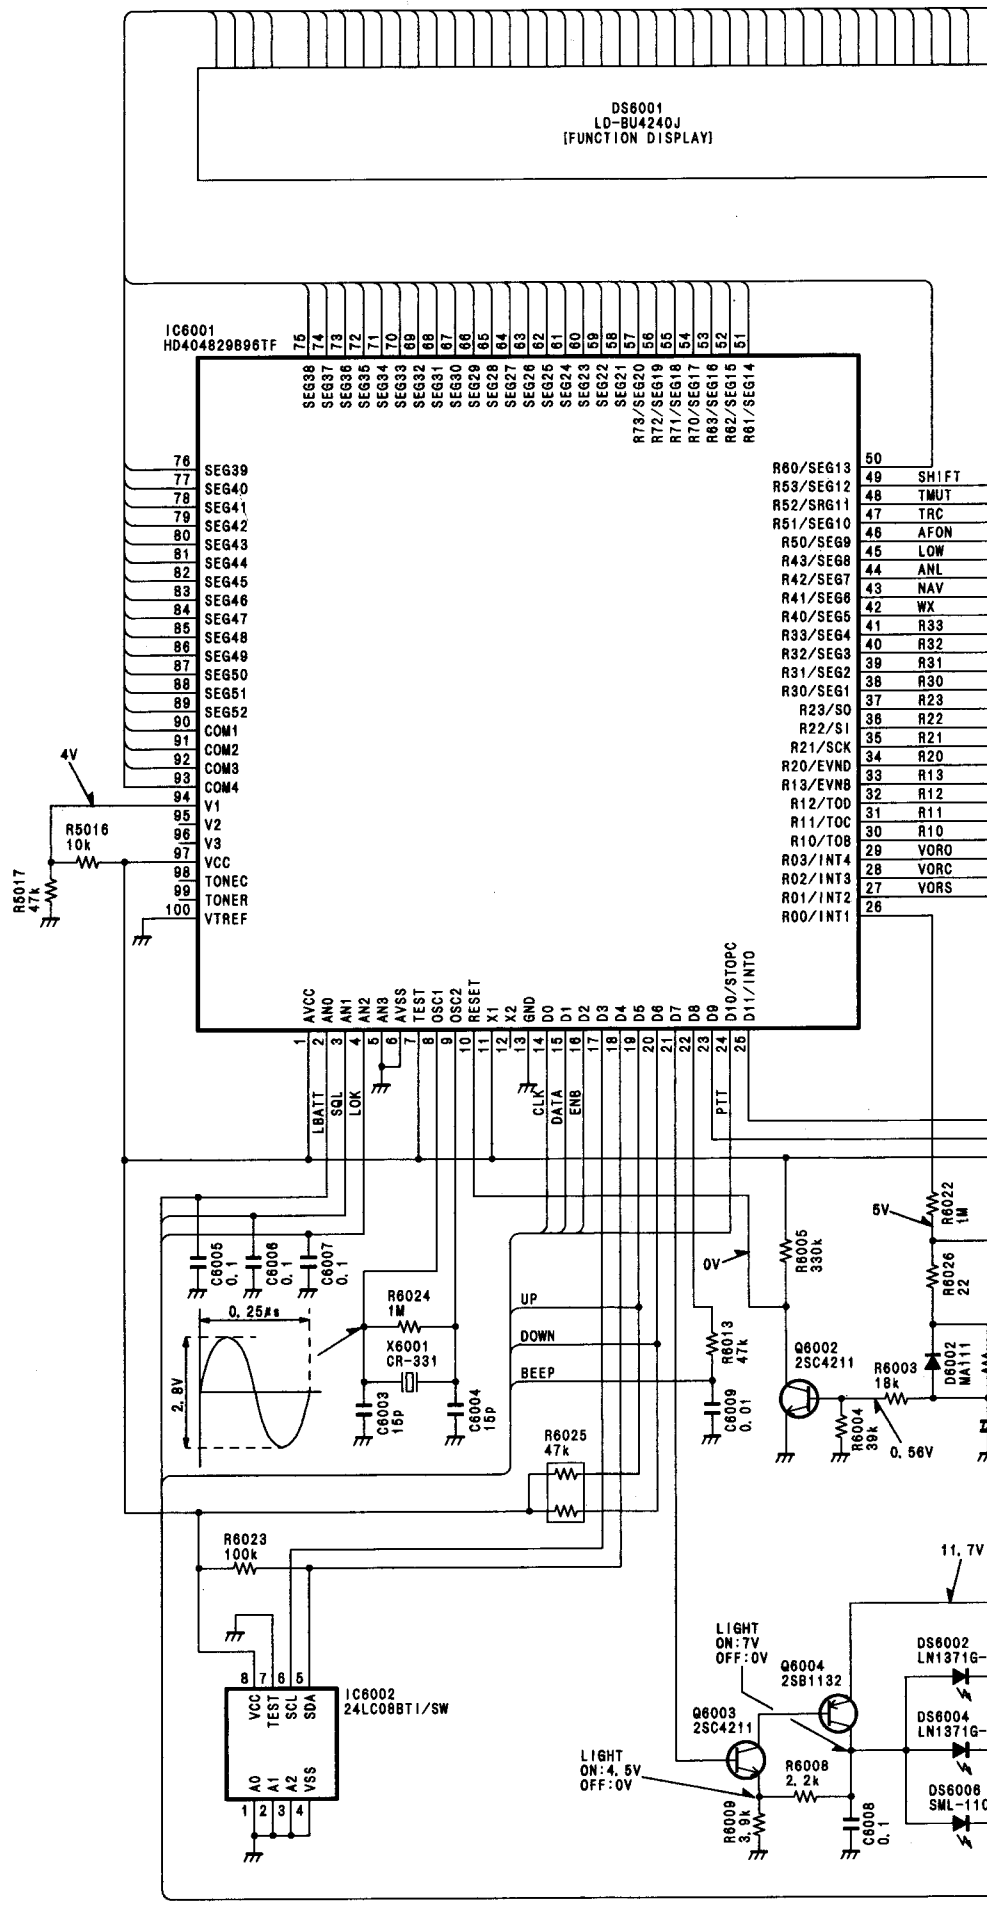 DS6001
LD-BU4240J
[FUNCTION DISPLAY]
IC6001
HD404829B96TF
75 74 73 72 71 70 69 68 67 66 65 64 63 62 61 60 59 58 57 56 55 54 53 52 51
SEG38
SEG37
SEG36
SEG35
SEG34
SEG33
SEG32
SEG31
SEG30
SEG29
SEG28
SEG27
SEG26
SEG25
SEG24
SEG23
SEG22
SEG21
R73/SEG20
R72/SEG19
R71/SEG18
R70/SEG17
R63/SEG16
R62/SEG15
R61/SEG14
76 SEG39
77 SEG40
78 SEG41
79 SEG42
80 SEG43
81 SEG44
82 SEG45
83 SEG46
84 SEG47
85 SEG48
86 SEG49
87 SEG50
88 SEG51
89 SEG52
90 COM1
91 COM2
92 COM3
93 COM4
94 V1
95 V2
96 V3
97 VCC
98 TONEC
99 TONER
100 VTREF
R60/SEG13 50
R53/SEG12 49 SHIFT
R52/SRG11 48 TMUT
R51/SEG10 47 TRC
R50/SEG9 46 AFON
R43/SEG8 45 LOW
R42/SEG7 44 ANL
R41/SEG6 43 NAV
R40/SEG5 42 WX
R33/SEG4 41 R33
R32/SEG3 40 R32
R31/SEG2 39 R31
R30/SEG1 38 R30
R23/SO 37 R23
R22/SI 36 R22
R21/SCK 35 R21
R20/EVND 34 R20
R13/EVNB 33 R13
R12/TOD 32 R12
R11/TOC 31 R11
R10/TOB 30 R10
R03/INT4 29 VORO
R02/INT3 28 VORC
R01/INT2 27 VORS
R00/INT1 26
4V
R5016
10k
R5017
47k
AVCC
AN0
AN1
AN2
AN3
AVSS
TEST
OSC1
OSC2
RESET
X1
X2
GND
D0
D1
D2
D3
D4
D5
D6
D7
D8
D9
D10/STOPC
D11/INT0
1 2 3 4 5 6 7 8 9 10 11 12 13 14 15 16 17 18 19 20 21 22 23 24 25
LBATT
SQL
LOK
CLK
DATA
ENB
PTT
C6005
0.1
C6006
0.1
C6007
0.1
0.25μs
2.8V
R6024
1M
X6001
CR-331
C6003
15p
C6004
15p
UP
DOWN
BEEP
R6025
47k
0V
R6005
330k
R6013
47k
C6009
0.01
Q6002
2SC4211
R6003
18k
R6004
39k
0.56V
5V
R6022
1M
R6026
22
D6002
MA111
R6023
100k
8 7 6 5
VCC
TEST
SCL
SDA
IC6002
24LC08BTI/SW
A0
A1
A2
VSS
1 2 3 4
11.7V
LIGHT
ON:7V
OFF:0V
Q6004
2SB1132
Q6003
2SC4211
LIGHT
ON:4.5V
OFF:0V
R6008
2.2k
R6009
3.9k
C6008
0.1
DS6002
LN1371G-
DS6004
LN1371G-
DS6006
SML-110